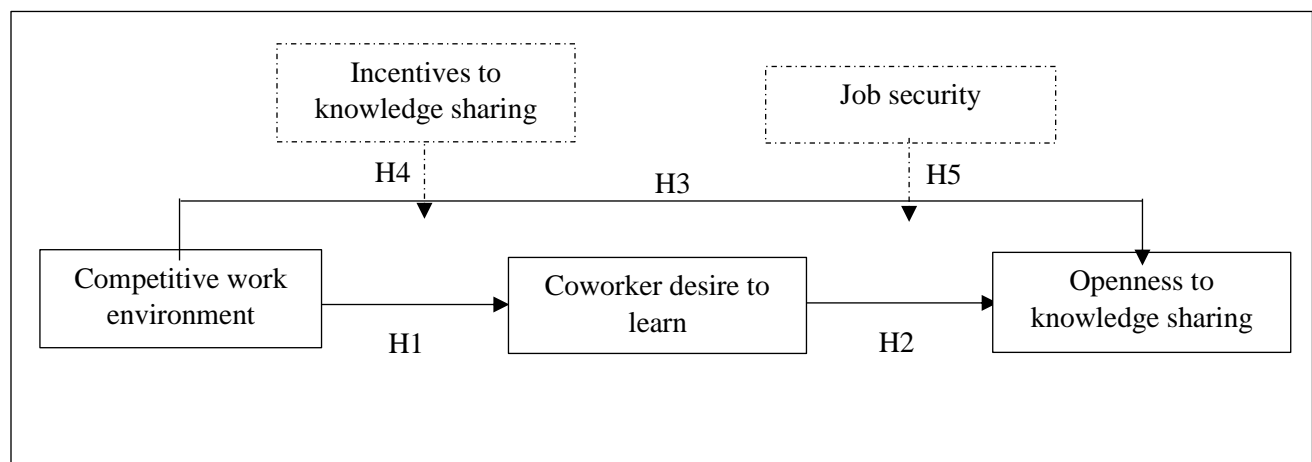 Incentives to
knowledge sharing
Job security
H4
H3
H5
Competitive work
environment
Coworker desire to
learn
Openness to
knowledge sharing
H1
H2